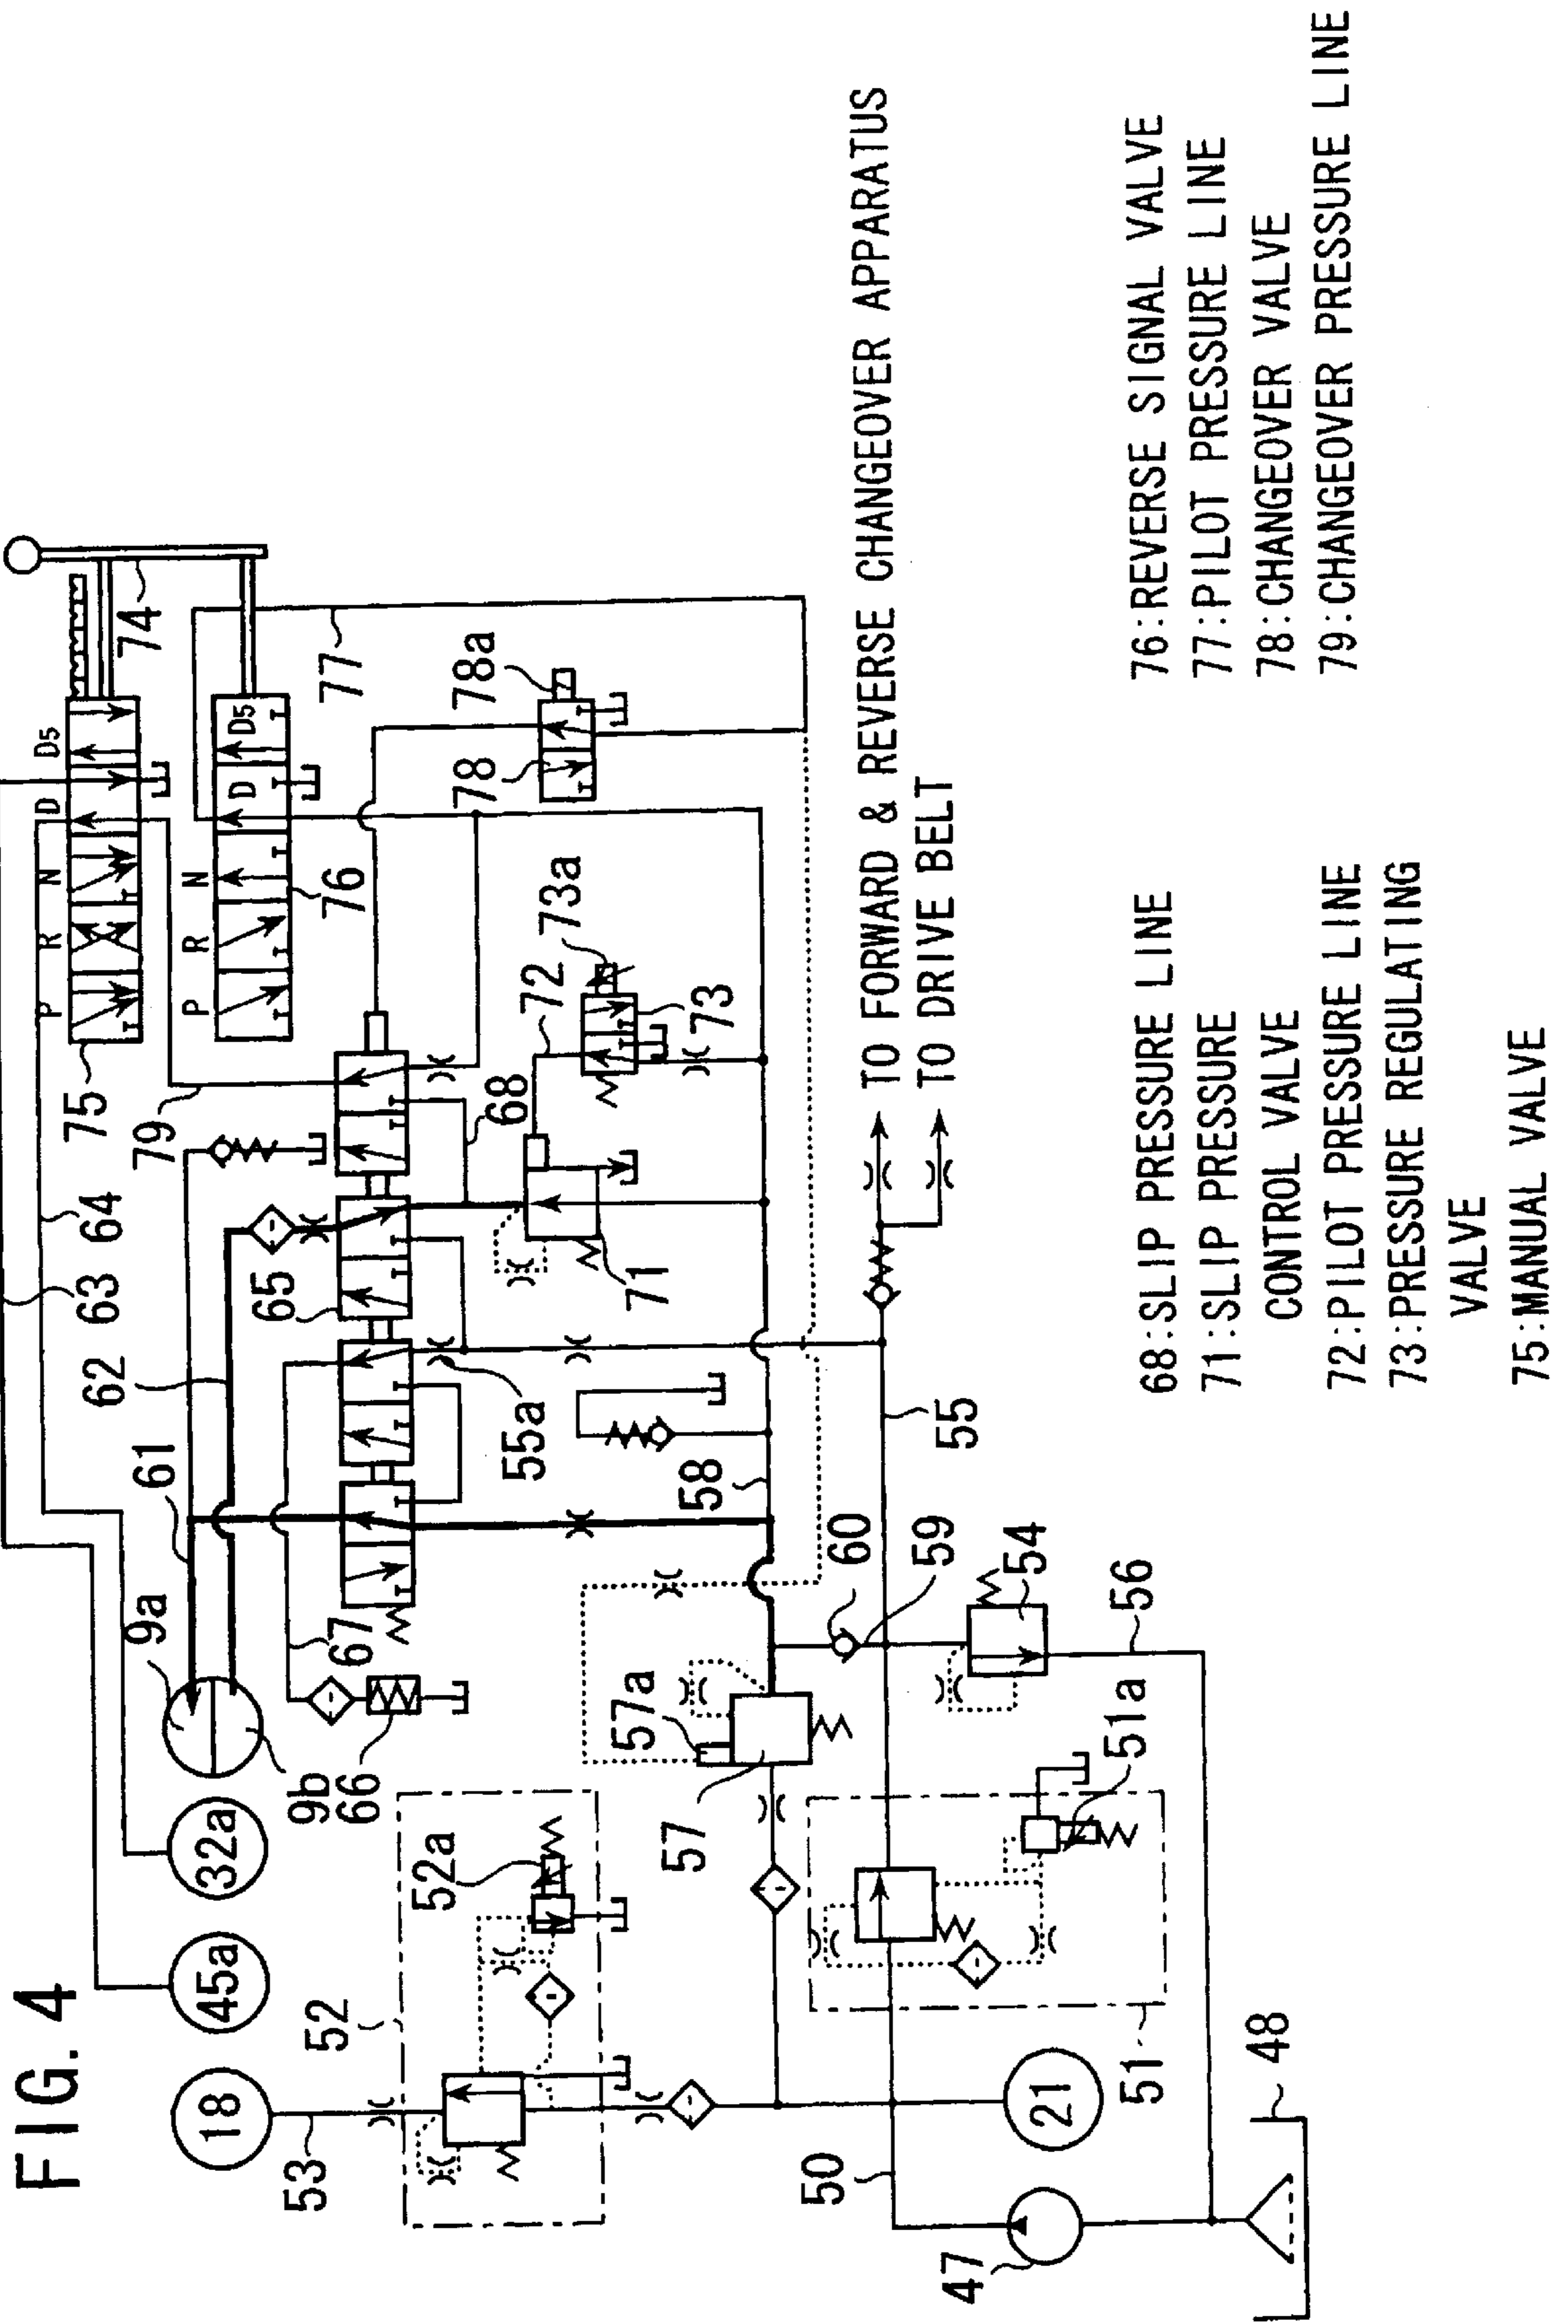 FIG. 4
18
45a
32a
9a
9b
61
62
63
64
79
75
74
P
R
N
D
D5
P
R
N
D
D5
76
77
78
78a
65
67
66
68
72
73a
73
71
55a
58
53
52
52a
57a
57
60
59
54
56
55
51a
51
50
21
47
48
TO FORWARD & REVERSE CHANGEOVER APPARATUS
TO DRIVE BELT
68:SLIP PRESSURE LINE
71:SLIP PRESSURE
CONTROL VALVE
72:PILOT PRESSURE LINE
73:PRESSURE REGULATING
VALVE
75:MANUAL VALVE
76:REVERSE SIGNAL VALVE
77:PILOT PRESSURE LINE
78:CHANGEOVER VALVE
79:CHANGEOVER PRESSURE LINE